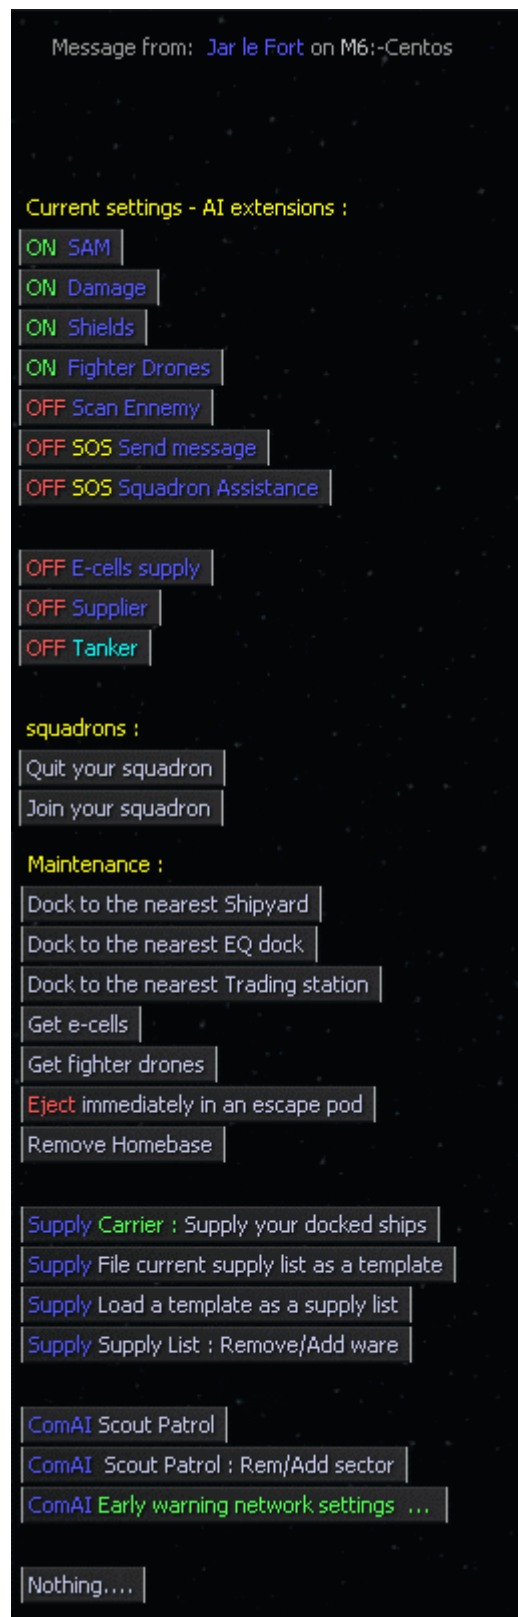 Message from: Jar le Fort on M6:-Centos
Current settings - AI extensions :
ON SAM
ON Damage
ON Shields
ON Fighter Drones
OFF Scan Ennemy
OFF SOS Send message
OFF SOS Squadron Assistance
OFF E-cells supply
OFF Supplier
OFF Tanker
squadrons :
Quit your squadron
Join your squadron
Maintenance :
Dock to the nearest Shipyard
Dock to the nearest EQ dock
Dock to the nearest Trading station
Get e-cells
Get fighter drones
Eject immediately in an escape pod
Remove Homebase
Supply Carrier : Supply your docked ships
Supply File current supply list as a template
Supply Load a template as a supply list
Supply Supply List : Remove/Add ware
ComAI Scout Patrol
ComAI Scout Patrol : Rem/Add sector
ComAI Early warning network settings ...
Nothing....